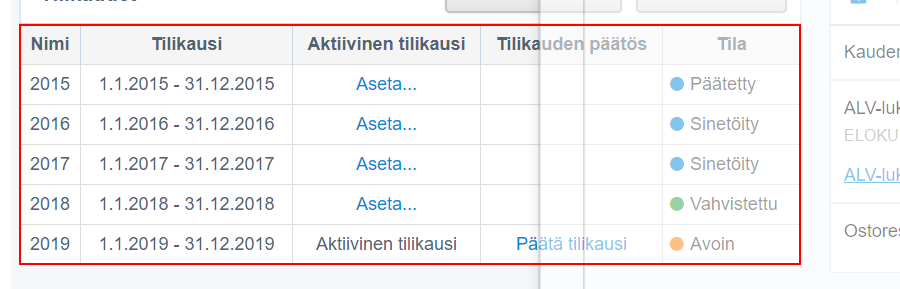 Nimi Tilikausi Aktiivinen tilikausi Tilikauden päätös Tila
2015 1.1.2015 - 31.12.2015 Aseta... Päätetty
2016 1.1.2016 - 31.12.2016 Aseta... Sinetöity
2017 1.1.2017 - 31.12.2017 Aseta... Sinetöity
2018 1.1.2018 - 31.12.2018 Aseta... Vahvistettu
2019 1.1.2019 - 31.12.2019 Aktiivinen tilikausi Päätä tilikausi Avoin
Kauden
ALV-luk
ELOKU
ALV-luk
Ostores